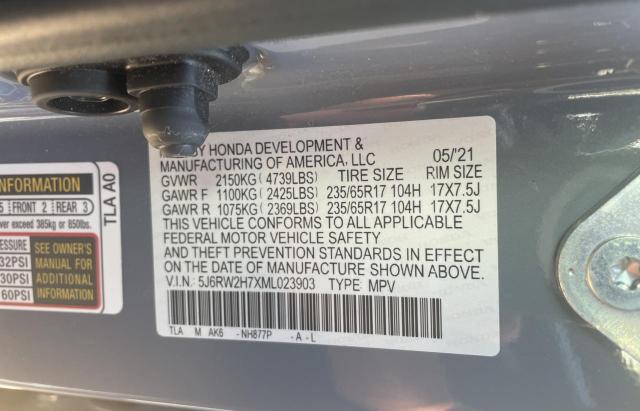 BY HONDA DEVELOPMENT &
MANUFACTURING OF AMERICA, LLC 05/'21
GVWR 2150KG ( 4739LBS) TIRE SIZE RIM SIZE
GAWR F 1100KG ( 2425LBS) 235/65R17 104H 17X7.5J
GAWR R 1075KG ( 2369LBS) 235/65R17 104H 17X7.5J
THIS VEHICLE CONFORMS TO ALL APPLICABLE
FEDERAL MOTOR VEHICLE SAFETY
AND THEFT PREVENTION STANDARDS IN EFFECT
ON THE DATE OF MANUFACTURE SHOWN ABOVE.
V.I.N.: 5J6RW2H7XML023903 TYPE: MPV
TLA M AK6 -NH877P -A-L
INFORMATION
5 FRONT 2 REAR 3
exceed 385kg or 850lbs.
TLA A0
PRESSURE
32PSI
30PSI
60PSI
SEE OWNER'S
MANUAL FOR
ADDITIONAL
INFORMATION